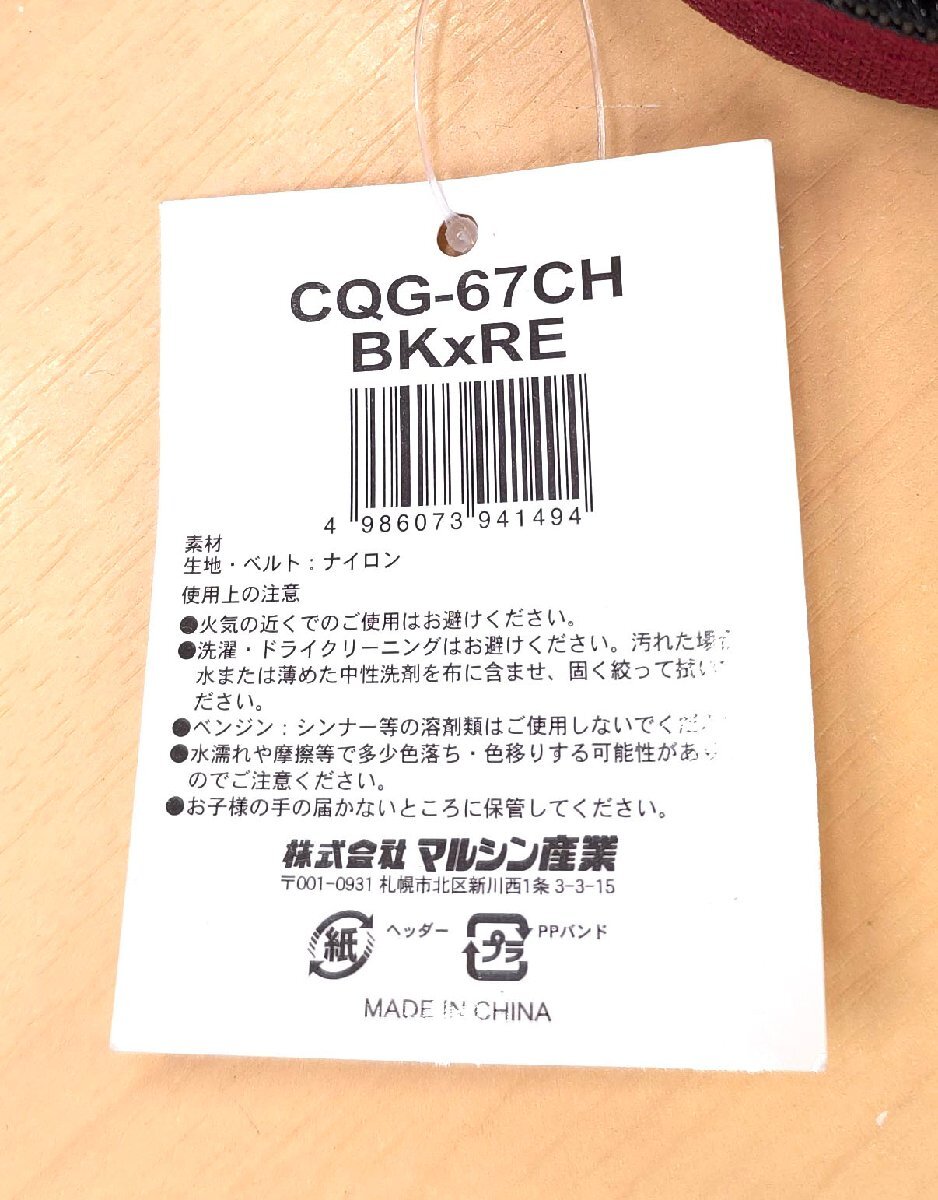 CQG-67CH
BKxRE
4 986073 941494
素材
生地・ベルト：ナイロン
使用上の注意
●火気の近くでのご使用はお避けください。
●洗濯・ドライクリーニングはお避けください。汚れた場合
水または薄めた中性洗剤を布に含ませ、固く絞って拭い
ださい。
●ベンジン：シンナー等の溶剤類はご使用しないでくださ
●水濡れや摩擦等で多少色落ち・色移りする可能性があり
のでご注意ください。
●お子様の手の届かないところに保管してください。
株式会社 マルシン産業
〒001-0931 札幌市北区新川西1条 3-3-15
紙 ヘッダー プラ PPバンド
MADE IN CHINA